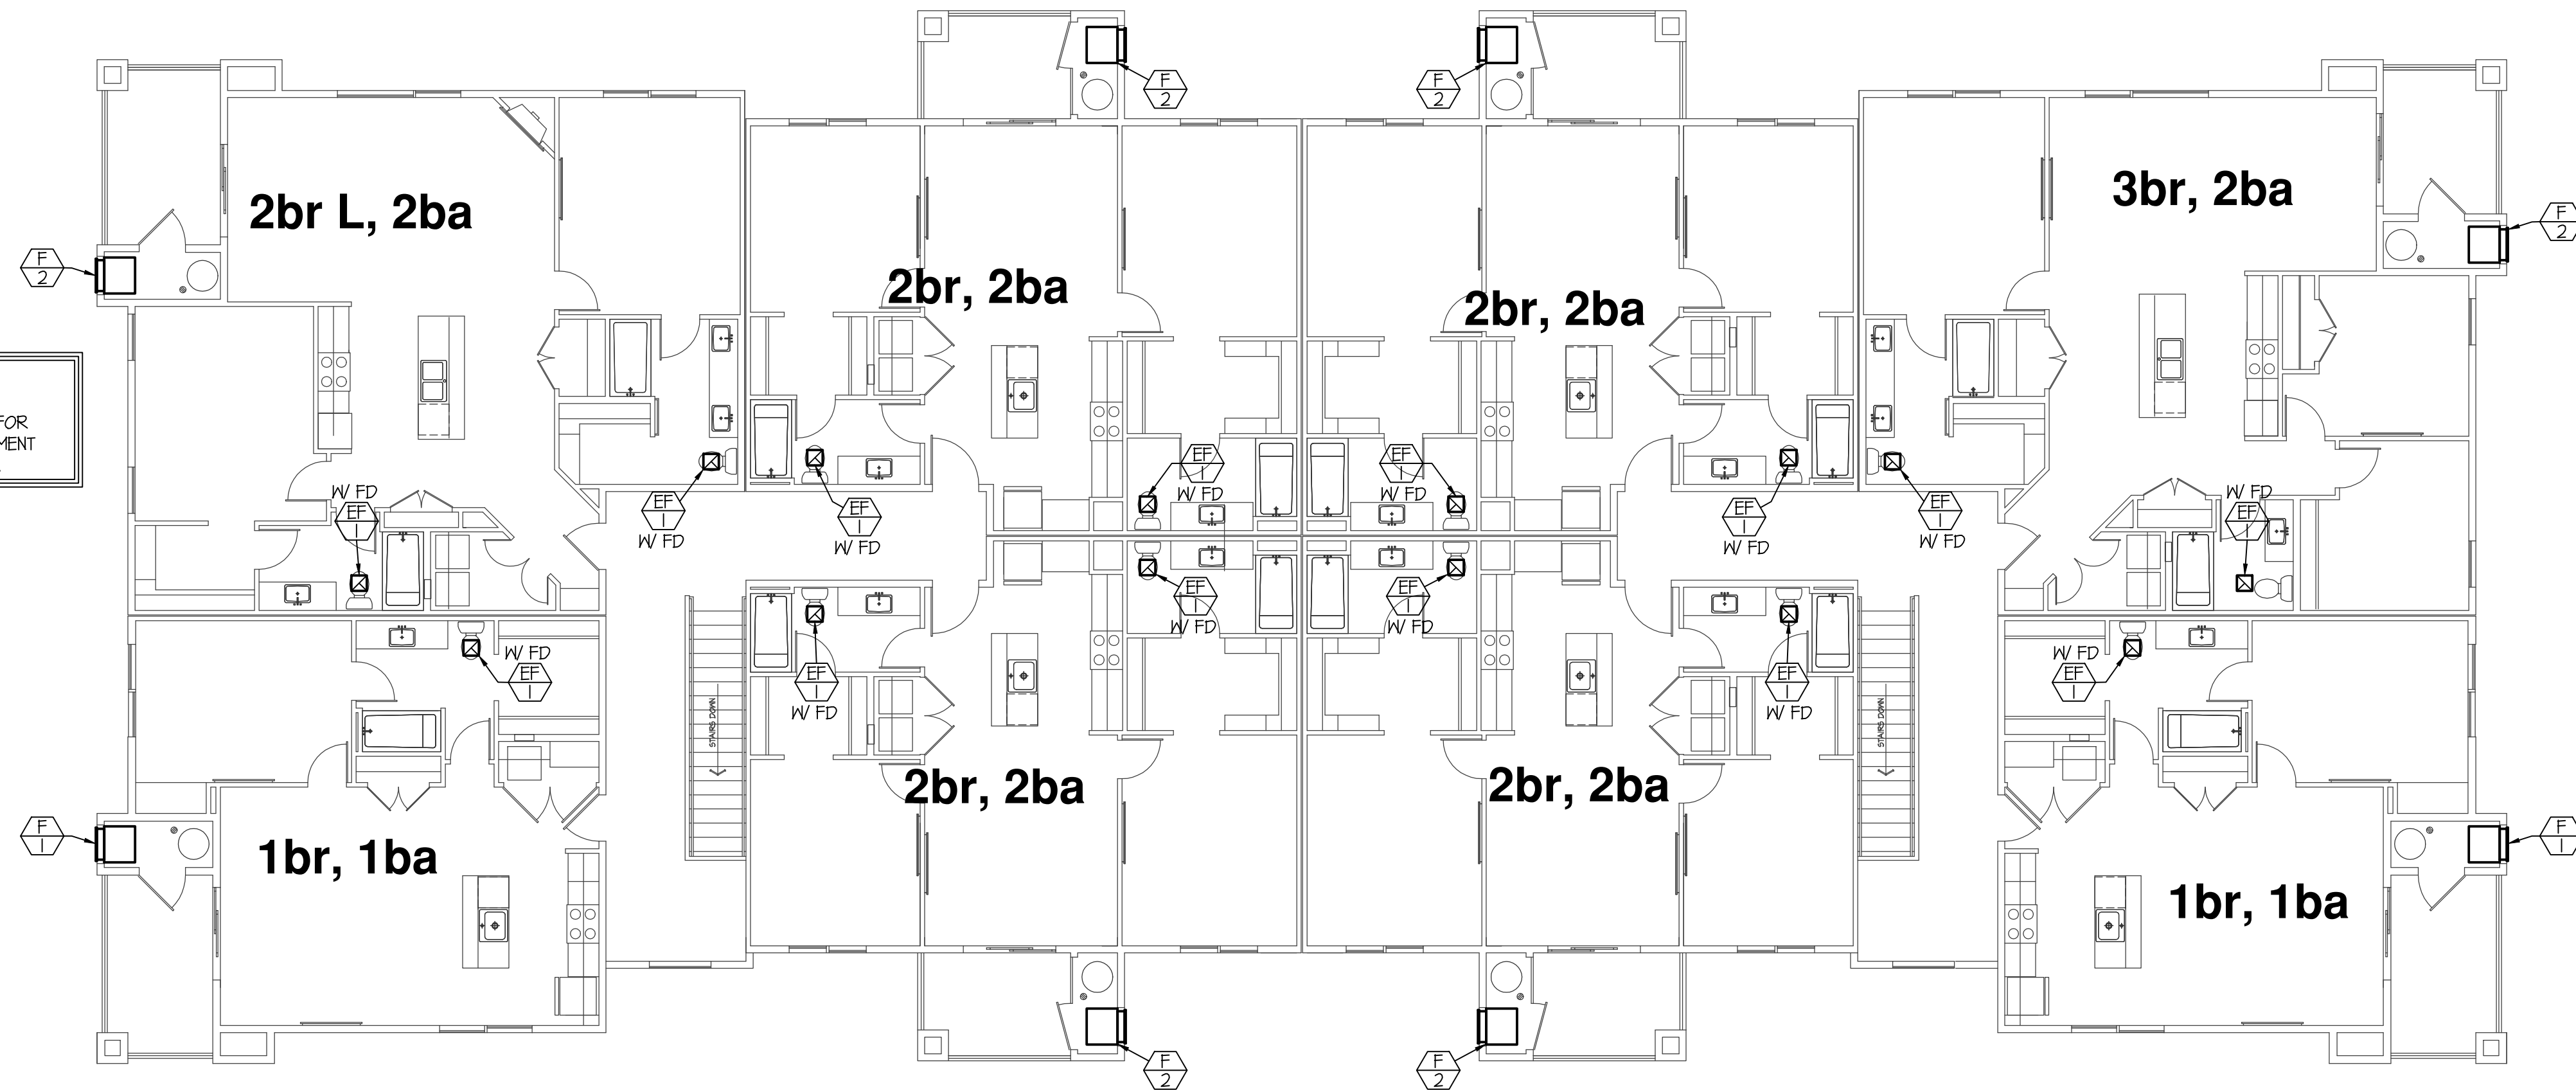 F
2
F
2
2br L, 2ba
3br, 2ba
F
2
F
2
2br, 2ba
2br, 2ba
FOR
W/ FD
EF
1
EF
1
W/ FD
EF
1
W/ FD
EF
1
W/ FD
EF
1
W/ FD
EF
1
W/ FD
EF
1
W/ FD
W/ FD
EF
1
EF
1
W/ FD
EF
1
W/ FD
W/ FD
EF
1
EF
1
W/ FD
EF
1
W/ FD
W/ FD
EF
1
STAIRS DOWN
STAIRS DOWN
2br, 2ba
2br, 2ba
F
1
F
1
1br, 1ba
1br, 1ba
F
2
F
2